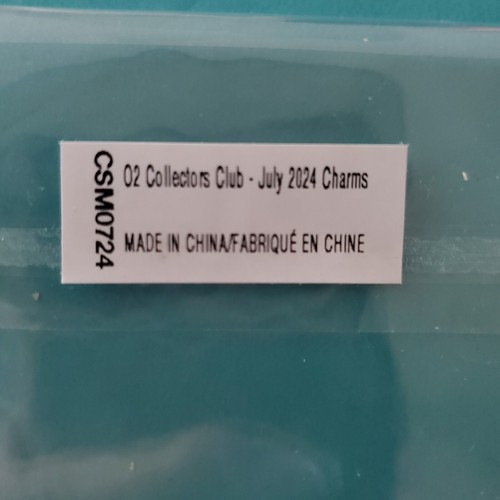 CSM0724
O2 Collectors Club - July 2024 Charms
MADE IN CHINA/FABRIQUÉ EN CHINE